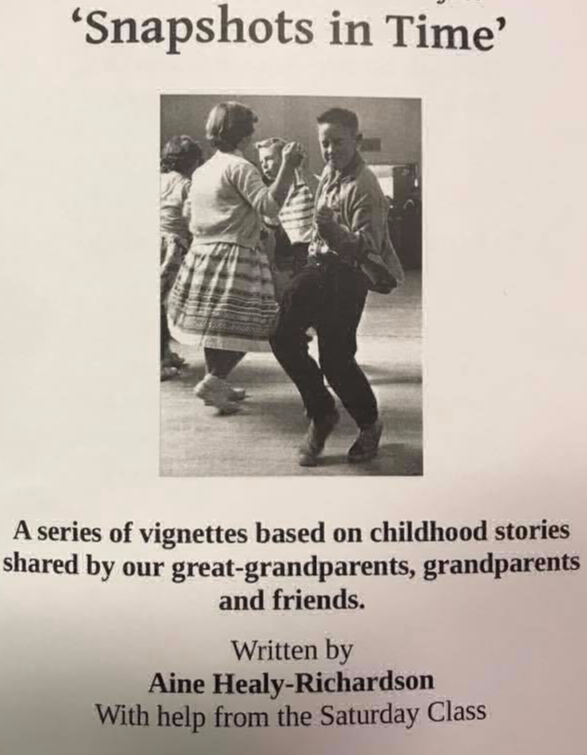 ‘Snapshots in Time’
A series of vignettes based on childhood stories
shared by our great-grandparents, grandparents
and friends.
Written by
Aine Healy-Richardson
With help from the Saturday Class